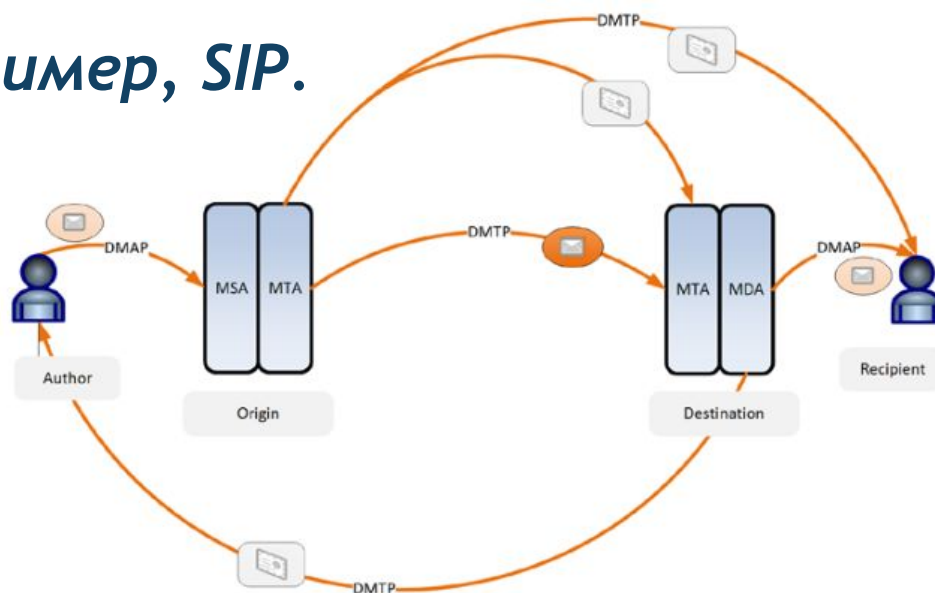 DMTP
имер, SIP.
DMTP
DMAP
DMAP
MSA
MTA
MTA
MDA
Author
Recipient
Origin
Destination
DMTP